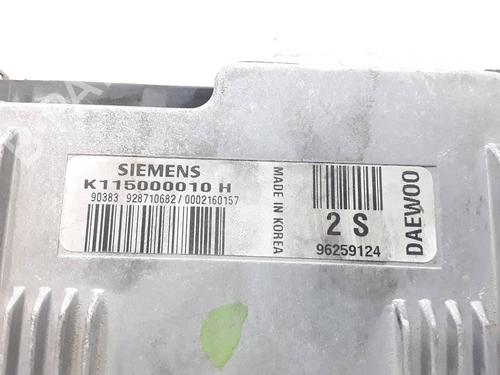 SIEMENS
K115000010 H
90383 928710682 / 0002160157
MADE IN KOREA
2 S
96259124
DAEWOO